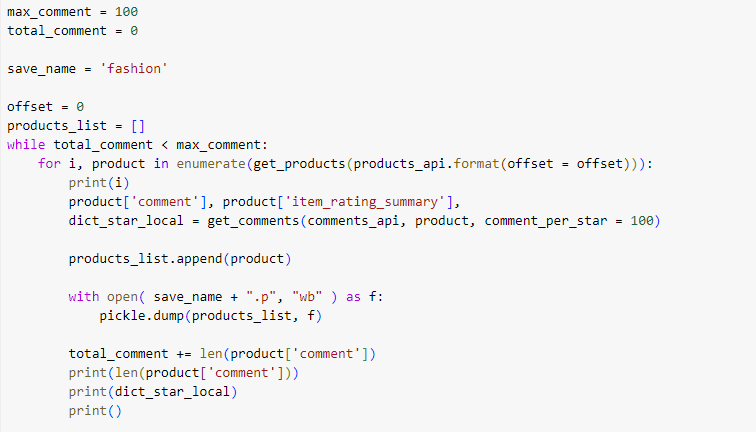 max_comment = 100
total_comment = 0

save_name = 'fashion'

offset = 0
products_list = []
while total_comment < max_comment:
    for i, product in enumerate(get_products(products_api.format(offset = offset))):
        print(i)
        product['comment'], product['item_rating_summary'],
        dict_star_local = get_comments(comments_api, product, comment_per_star = 100)

        products_list.append(product)

        with open( save_name + ".p", "wb" ) as f:
            pickle.dump(products_list, f)

        total_comment += len(product['comment'])
        print(len(product['comment']))
        print(dict_star_local)
        print()